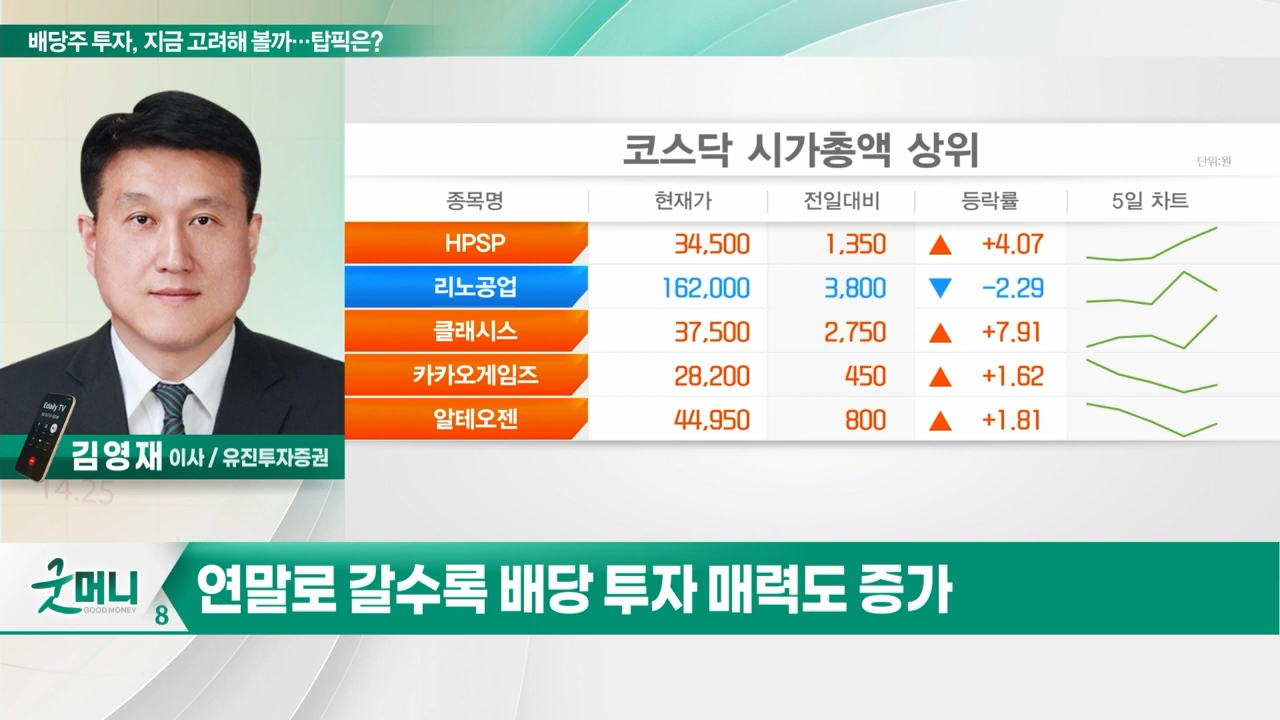 배당주 투자, 지금 고려해 볼까…탑픽은?
코스닥 시가총액 상위
단위:원
종목명 현재가 전일대비 등락률 5일 차트
HPSP 34,500 1,350 ▲ +4.07
리노공업 162,000 3,800 ▼ -2.29
클래시스 37,500 2,750 ▲ +7.91
카카오게임즈 28,200 450 ▲ +1.62
알테오젠 44,950 800 ▲ +1.81
Edaily TV
김영재 이사 / 유진투자증권
14.25
굿머니
GOOD MONEY
8
연말로 갈수록 배당 투자 매력도 증가